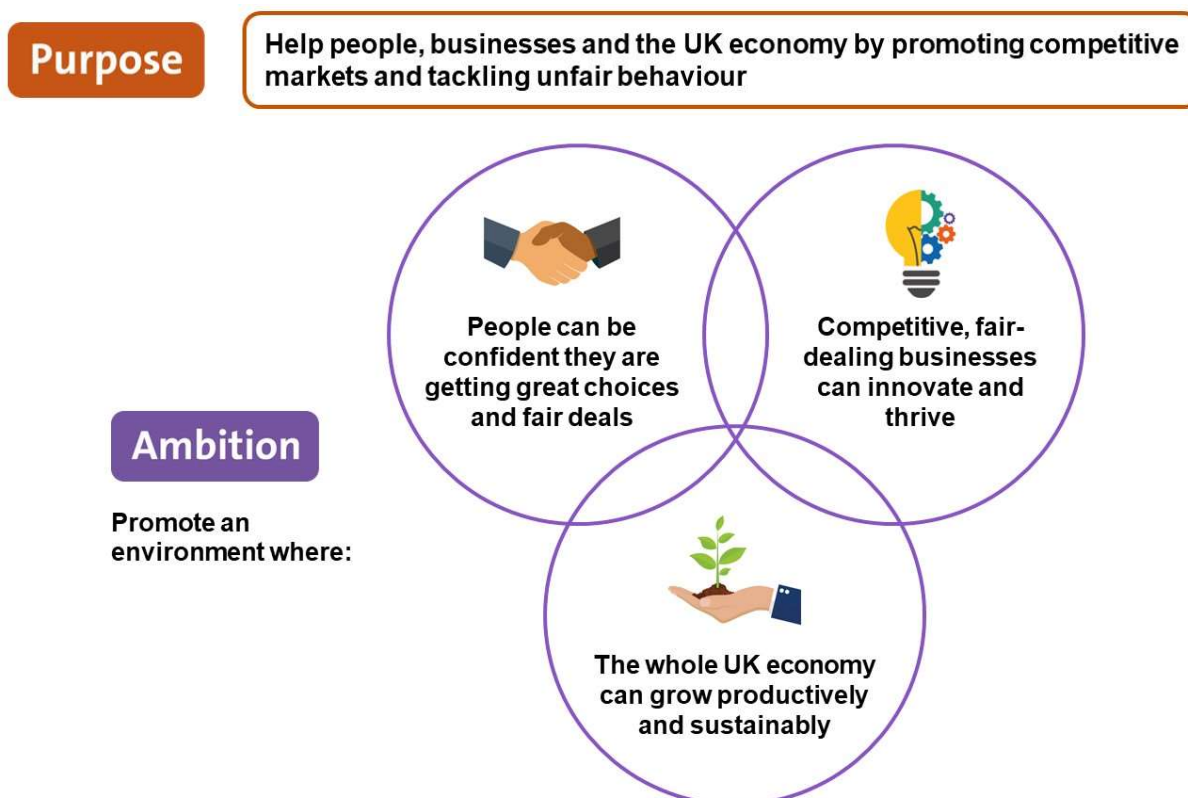 Purpose
Help people, businesses and the UK economy by promoting competitive
markets and tackling unfair behaviour
People can be
confident they are
getting great choices
and fair deals
Competitive, fair-
dealing businesses
can innovate and
thrive
Ambition
Promote an
environment where:
The whole UK economy
can grow productively
and sustainably